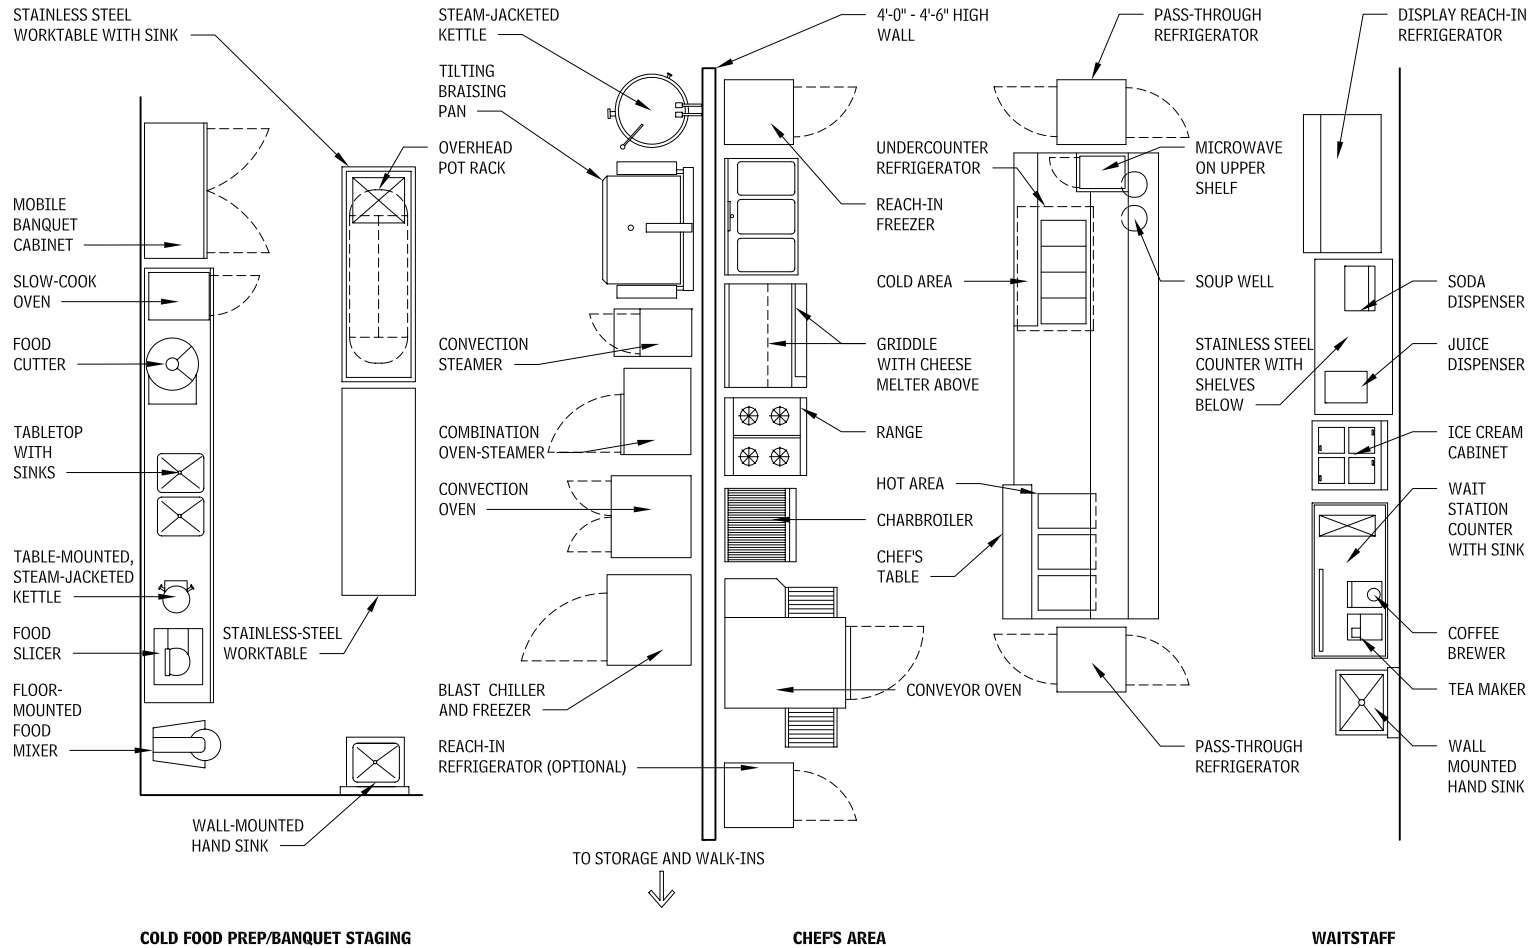 STAINLESS STEEL
WORKTABLE WITH SINK
MOBILE
BANQUET
CABINET
SLOW-COOK
OVEN
FOOD
CUTTER
TABLETOP
WITH
SINKS
TABLE-MOUNTED,
STEAM-JACKETED
KETTLE
FOOD
SLICER
FLOOR-
MOUNTED
FOOD
MIXER
STAINLESS-STEEL
WORKTABLE
WALL-MOUNTED
HAND SINK
STEAM-JACKETED
KETTLE
TILTING
BRAISING
PAN
OVERHEAD
POT RACK
CONVECTION
STEAMER
COMBINATION
OVEN-STEAMER
CONVECTION
OVEN
BLAST CHILLER
AND FREEZER
REACH-IN
REFRIGERATOR (OPTIONAL)
TO STORAGE AND WALK-INS
4'-0" - 4'-6" HIGH
WALL
UNDERCOUNTER
REFRIGERATOR
REACH-IN
FREEZER
COLD AREA
GRIDDLE
WITH CHEESE
MELTER ABOVE
RANGE
HOT AREA
CHARBROILER
CHEF'S
TABLE
CONVEYOR OVEN
PASS-THROUGH
REFRIGERATOR
MICROWAVE
ON UPPER
SHELF
SOUP WELL
STAINLESS STEEL
COUNTER WITH
SHELVES
BELOW
PASS-THROUGH
REFRIGERATOR
DISPLAY REACH-IN
REFRIGERATOR
SODA
DISPENSER
JUICE
DISPENSER
ICE CREAM
CABINET
WAIT
STATION
COUNTER
WITH SINK
COFFEE
BREWER
TEA MAKER
WALL
MOUNTED
HAND SINK
COLD FOOD PREP/BANQUET STAGING
CHEF'S AREA
WAITSTAFF